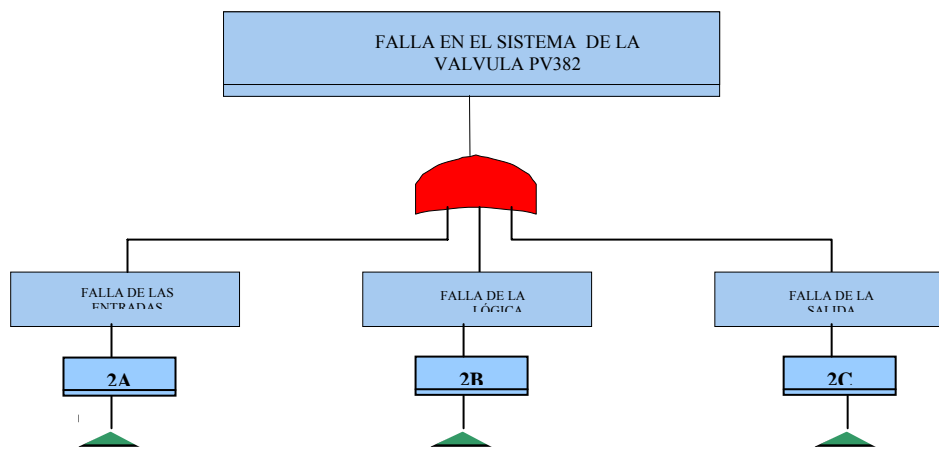 FALLA EN EL SISTEMA DE LA
VALVULA PV382
FALLA DE LAS
ENTRADAS
FALLA DE LA
LÓGICA
FALLA DE LA
SALIDA
2A
2B
2C